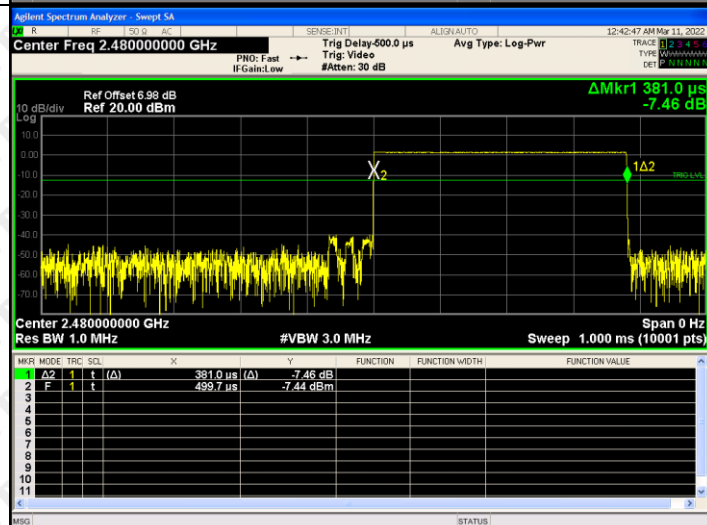 Agilent Spectrum Analyzer - Swept SA
R RF 50 Ω AC SENSE:INT ALIGN AUTO 12:42:47 AM Mar 11, 2022
Center Freq 2.480000000 GHz Trig Delay-500.0 µs Avg Type: Log-Pwr TRACE 1 2 3 4 5 6
PNO: Fast Trig: Video TYPE W
IFGain:Low #Atten: 30 dB DET P N N N N N
ΔMkr1 381.0 µs
Ref Offset 6.98 dB
10 dB/div Ref 20.00 dBm -7.46 dB
Log
10.0
0.00
-10.0
X2 1Δ2 TRIG LVL
-20.0
-30.0
-40.0
-50.0
-60.0
-70.0
Center 2.480000000 GHz Span 0 Hz
Res BW 1.0 MHz #VBW 3.0 MHz Sweep 1.000 ms (10001 pts)
MKR MODE TRC SCL X Y FUNCTION FUNCTION WIDTH FUNCTION VALUE
1 Δ2 1 t (Δ) 381.0 µs (Δ) -7.46 dB
2 F 1 t 499.7 µs -7.44 dBm
3
4
5
6
7
8
9
10
11
MSG STATUS